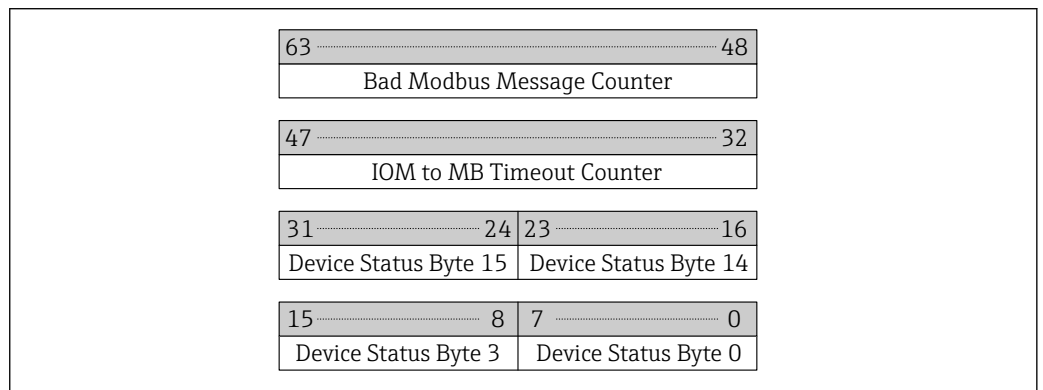 63 48
Bad Modbus Message Counter
47 32
IOM to MB Timeout Counter
31 24 23 16
Device Status Byte 15 Device Status Byte 14
15 8 7 0
Device Status Byte 3 Device Status Byte 0